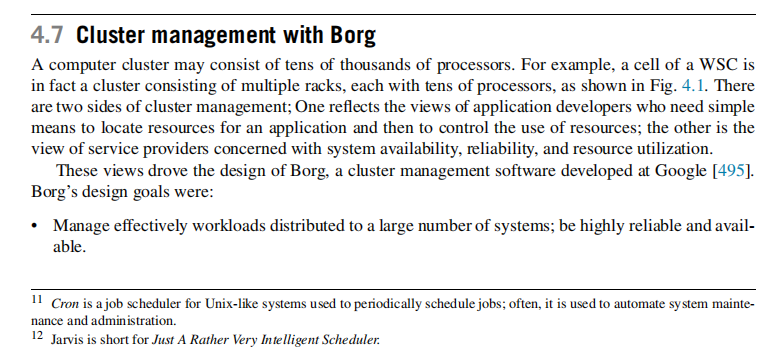 4.7 Cluster management with Borg
A computer cluster may consist of tens of thousands of processors. For example, a cell of a WSC is
in fact a cluster consisting of multiple racks, each with tens of processors, as shown in Fig. 4.1. There
are two sides of cluster management; One reflects the views of application developers who need simple
means to locate resources for an application and then to control the use of resources; the other is the
view of service providers concerned with system availability, reliability, and resource utilization.
These views drove the design of Borg, a cluster management software developed at Google [495].
Borg's design goals were:
• Manage effectively workloads distributed to a large number of systems; be highly reliable and avail-
able.
11 Cron is a job scheduler for Unix-like systems used to periodically schedule jobs; often, it is used to automate system mainte-
nance and administration.
12 Jarvis is short for Just A Rather Very Intelligent Scheduler.